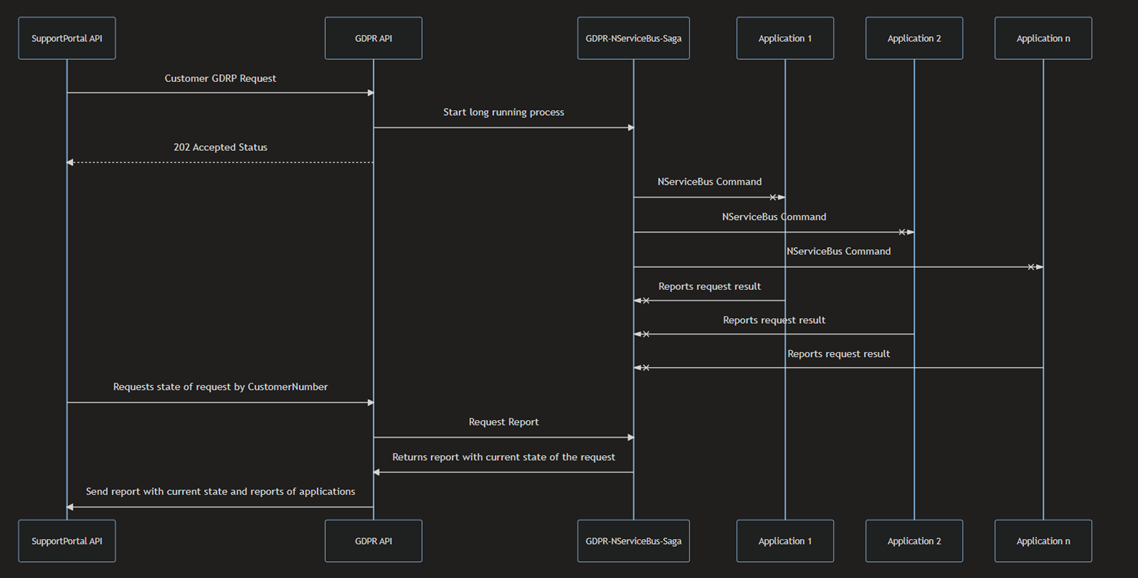 SupportPortal API
GDPR API
GDPR-NServiceBus-Saga
Application 1
Application 2
Application n
Customer GDRP Request
Start long running process
202 Accepted Status
NServiceBus Command
NServiceBus Command
NServiceBus Command
Reports request result
Reports request result
Reports request result
Requests state of request by CustomerNumber
Request Report
Returns report with current state of the request
Send report with current state and reports of applications
SupportPortal API
GDPR API
GDPR-NServiceBus-Saga
Application 1
Application 2
Application n